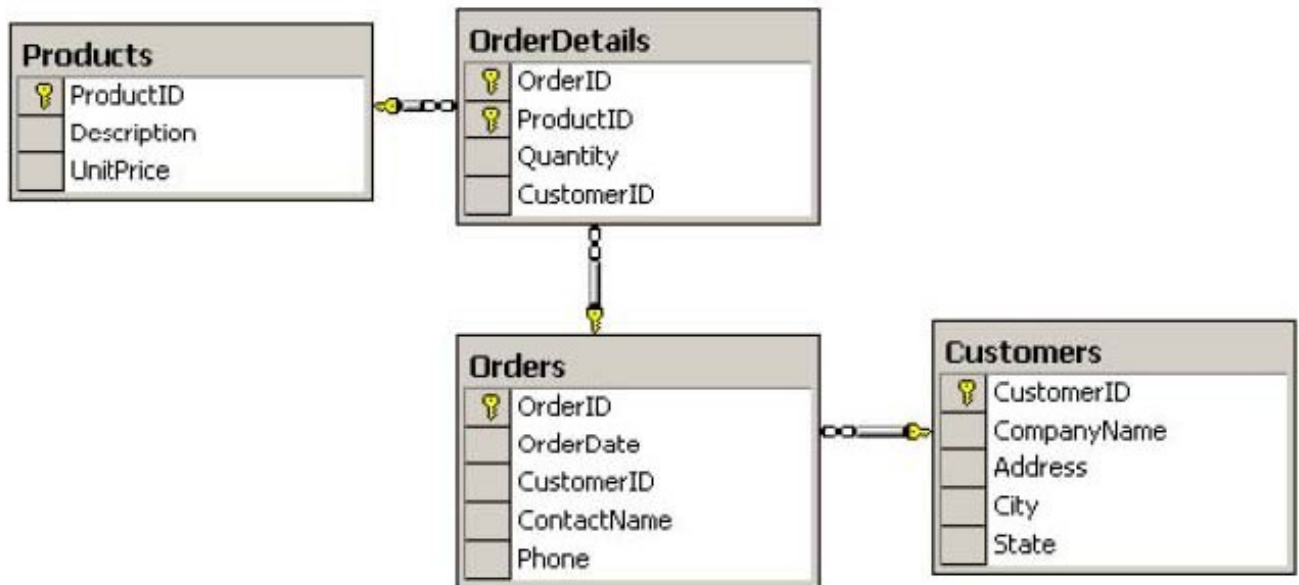 Products
ProductID
Description
UnitPrice
OrderDetails
OrderID
ProductID
Quantity
CustomerID
Orders
OrderID
OrderDate
CustomerID
ContactName
Phone
Customers
CustomerID
CompanyName
Address
City
State